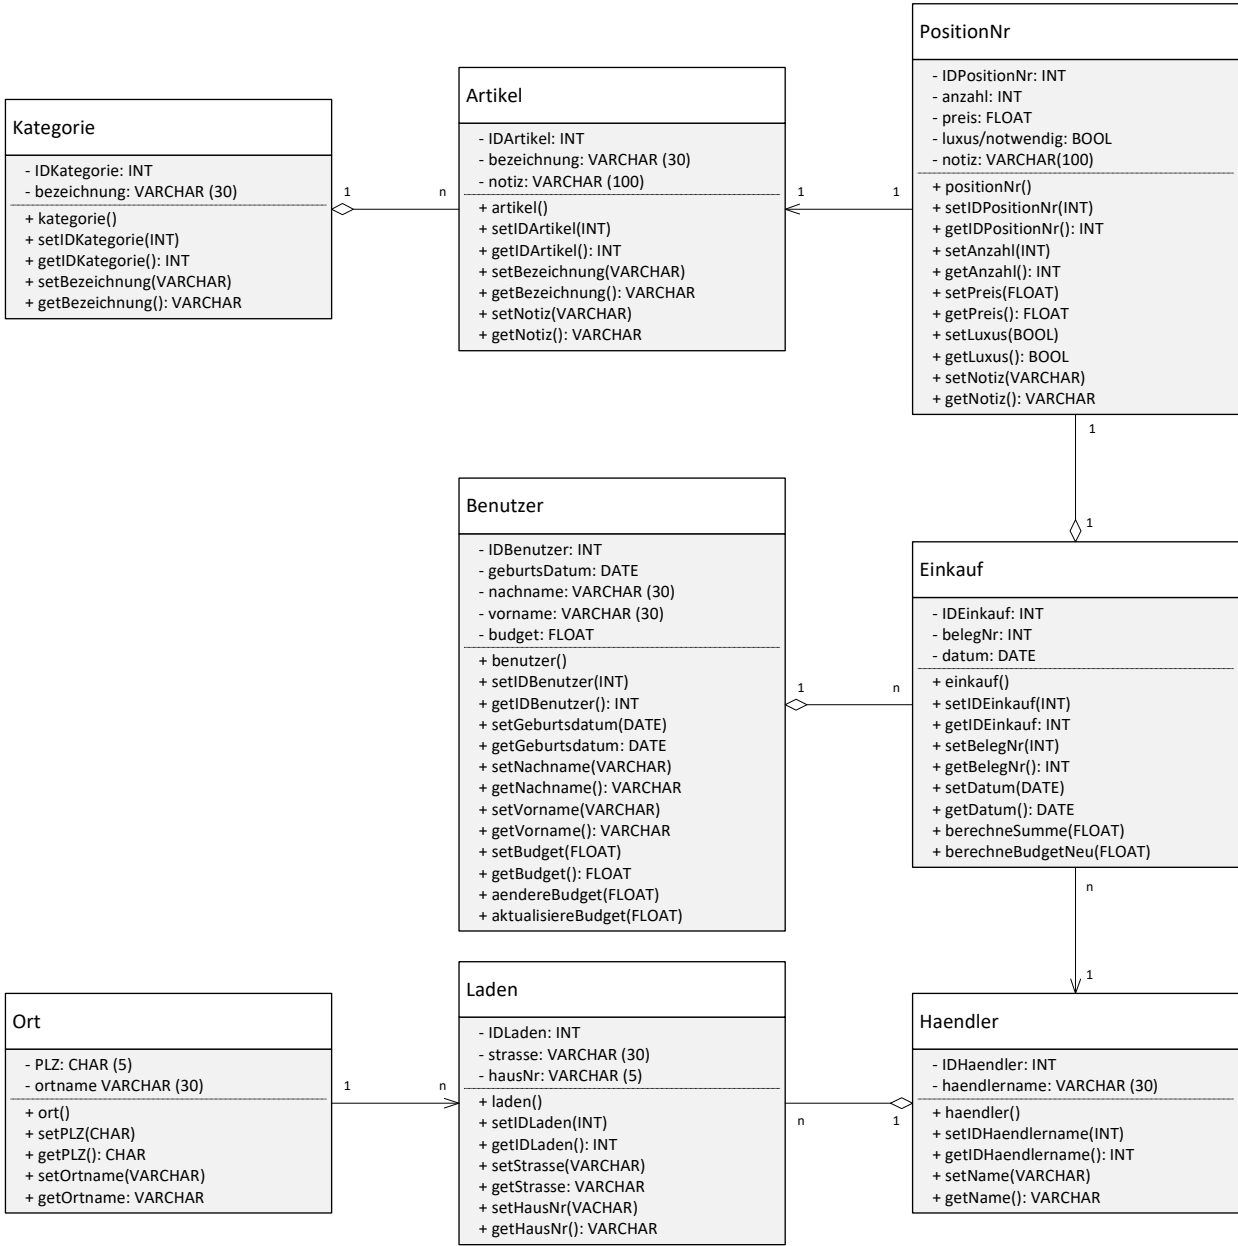 PositionNr
- IDPositionNr: INT
- anzahl: INT
- preis: FLOAT
- luxus/notwendig: BOOL
- notiz: VARCHAR(100)
+ positionNr()
+ setIDPositionNr(INT)
+ getIDPositionNr(): INT
+ setAnzahl(INT)
+ getAnzahl(): INT
+ setPreis(FLOAT)
+ getPreis(): FLOAT
+ setLuxus(BOOL)
+ getLuxus(): BOOL
+ setNotiz(VARCHAR)
+ getNotiz(): VARCHAR
Artikel
- IDArtikel: INT
- bezeichnung: VARCHAR (30)
- notiz: VARCHAR (100)
+ artikel()
+ setIDArtikel(INT)
+ getIDArtikel(): INT
+ setBezeichnung(VARCHAR)
+ getBezeichnung(): VARCHAR
+ setNotiz(VARCHAR)
+ getNotiz(): VARCHAR
Kategorie
- IDKategorie: INT
- bezeichnung: VARCHAR (30)
+ kategorie()
+ setIDKategorie(INT)
+ getIDKategorie(): INT
+ setBezeichnung(VARCHAR)
+ getBezeichnung(): VARCHAR
1
n
1
1
1
1
Benutzer
- IDBenutzer: INT
- geburtsDatum: DATE
- nachname: VARCHAR (30)
- vorname: VARCHAR (30)
- budget: FLOAT
+ benutzer()
+ setIDBenutzer(INT)
+ getIDBenutzer(): INT
+ setGeburtsdatum(DATE)
+ getGeburtsdatum: DATE
+ setNachname(VARCHAR)
+ getNachname(): VARCHAR
+ setVorname(VARCHAR)
+ getVorname(): VARCHAR
+ setBudget(FLOAT)
+ getBudget(): FLOAT
+ aendereBudget(FLOAT)
+ aktualisiereBudget(FLOAT)
1
n
Einkauf
- IDEinkauf: INT
- belegNr: INT
- datum: DATE
+ einkauf()
+ setIDEinkauf(INT)
+ getIDEinkauf: INT
+ setBelegNr(INT)
+ getBelegNr(): INT
+ setDatum(DATE)
+ getDatum(): DATE
+ berechneSumme(FLOAT)
+ berechneBudgetNeu(FLOAT)
n
1
Ort
- PLZ: CHAR (5)
- ortname VARCHAR (30)
+ ort()
+ setPLZ(CHAR)
+ getPLZ(): CHAR
+ setOrtname(VARCHAR)
+ getOrtname: VARCHAR
1
n
Laden
- IDLaden: INT
- strasse: VARCHAR (30)
- hausNr: VARCHAR (5)
+ laden()
+ setIDLaden(INT)
+ getIDLaden(): INT
+ setStrasse(VARCHAR)
+ getStrasse: VARCHAR
+ setHausNr(VACHAR)
+ getHausNr(): VARCHAR
n
1
Haendler
- IDHaendler: INT
- haendlername: VARCHAR (30)
+ haendler()
+ setIDHaendlername(INT)
+ getIDHaendlername(): INT
+ setName(VARCHAR)
+ getName(): VARCHAR